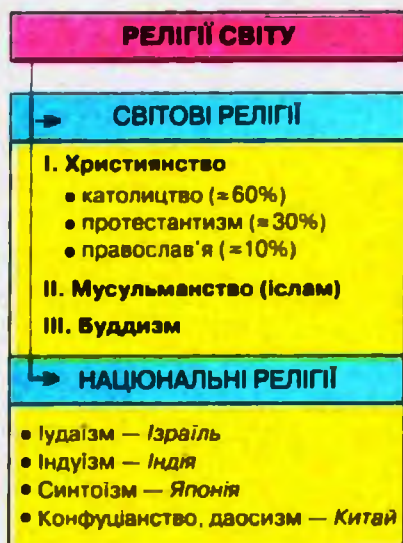 РЕЛІГІЇ СВІТУ
СВІТОВІ РЕЛІГІЇ
I. Християнство
● католицтво (≈60%)
● протестантизм (≈30%)
● православ'я (≈10%)
II. Мусульманство (іслам)
III. Буддизм
НАЦІОНАЛЬНІ РЕЛІГІЇ
● Іудаїзм — Ізраїль
● Індуїзм — Індія
● Синтоїзм — Японія
● Конфуціанство, даосизм — Китай